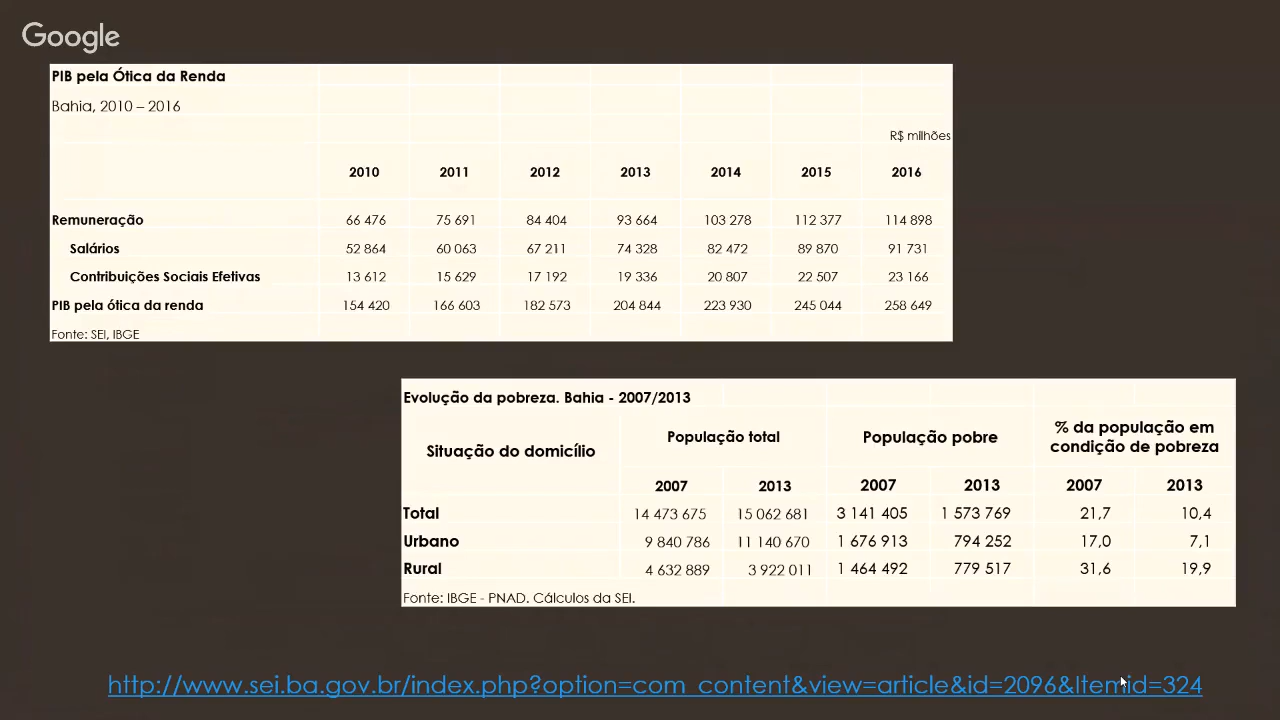 Google
PIB pela Ótica da Renda
Bahia, 2010 – 2016
R$ milhões
2010 2011 2012 2013 2014 2015 2016
Remuneração 66 476 75 691 84 404 93 664 103 278 112 377 114 898
Salários 52 864 60 063 67 211 74 328 82 472 89 870 91 731
Contribuições Sociais Efetivas 13 612 15 629 17 192 19 336 20 807 22 507 23 166
PIB pela ótica da renda 154 420 166 603 182 573 204 844 223 930 245 044 258 649
Fonte: SEI, IBGE
Evolução da pobreza. Bahia - 2007/2013
Situação do domicílio População total População pobre % da população em
condição de pobreza
2007 2013 2007 2013 2007 2013
Total 14 473 675 15 062 681 3 141 405 1 573 769 21,7 10,4
Urbano 9 840 786 11 140 670 1 676 913 794 252 17,0 7,1
Rural 4 632 889 3 922 011 1 464 492 779 517 31,6 19,9
Fonte: IBGE - PNAD. Cálculos da SEI.
http://www.sei.ba.gov.br/index.php?option=com_content&view=article&id=2096&Itemid=324